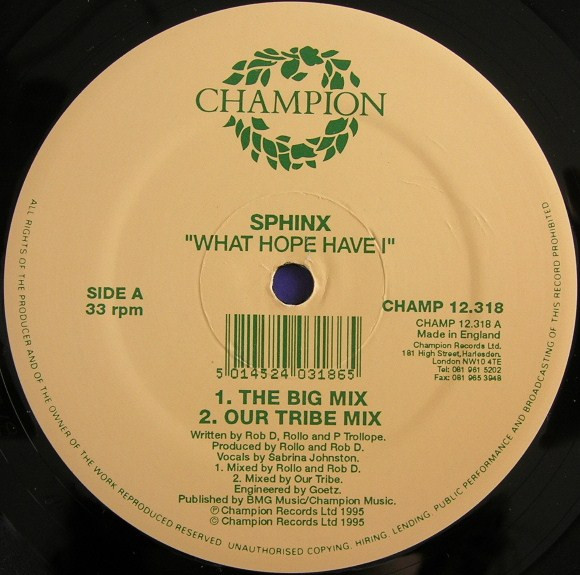 CHAMPION
SPHINX
"WHAT HOPE HAVE I"
SIDE A
33 rpm
CHAMP 12.318
CHAMP 12.318 A
Made in England
Champion Records Ltd.
181 High Street, Harlesden.
London NW10 4TE
Tel: 081 961 5202
Fax: 081 965 3948
5 014524 031865
1. THE BIG MIX
2. OUR TRIBE MIX
Written by Rob D, Rollo and P Trollope.
Produced by Rollo and Rob D.
Vocals by Sabrina Johnston.
1. Mixed by Rollo and Rob D.
2. Mixed by Our Tribe.
Engineered by Goetz.
Published by BMG Music/Champion Music.
℗ Champion Records Ltd 1995
© Champion Records Ltd 1995
ALL RIGHTS OF THE PRODUCER AND OF THE OWNER OF THE WORK REPRODUCED RESERVED. UNAUTHORISED COPYING, HIRING, LENDING, PUBLIC PERFORMANCE AND BROADCASTING OF THIS RECORD PROHIBITED